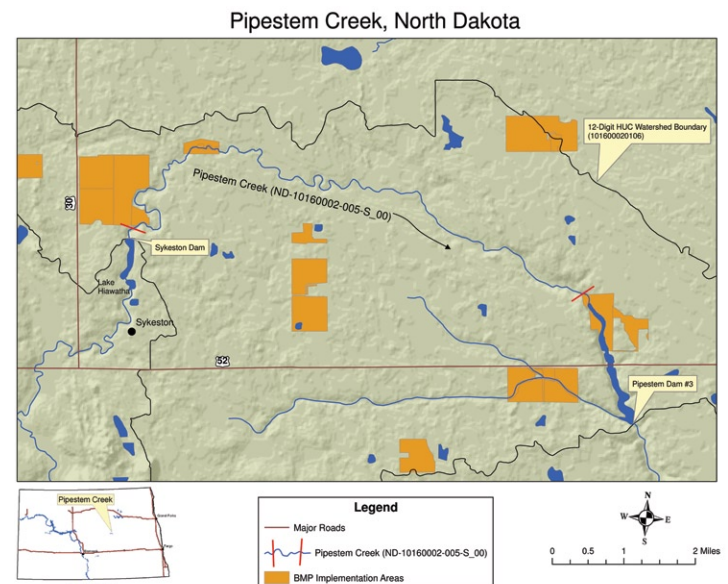 Pipestem Creek, North Dakota
12-Digit HUC Watershed Boundary
(101600020106)
30
Pipestem Creek (ND-10160002-005-S_00)
Sykeston Dam
Lake
Hiawatha
Sykeston
52
Pipestem Dam #3
Pipestem Creek
Legend
Major Roads
Pipestem Creek (ND-10160002-005-S_00)
BMP Implementation Areas
N
W
E
S
0
0.5
1
2 Miles